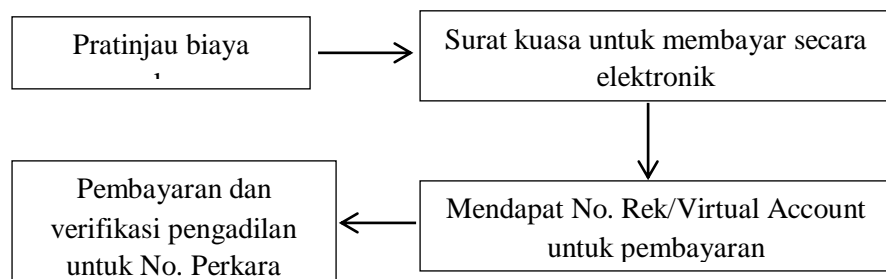 Pratinjau biaya
Surat kuasa untuk membayar secara
elektronik
Mendapat No. Rek/Virtual Account
untuk pembayaran
Pembayaran dan
verifikasi pengadilan
untuk No. Perkara